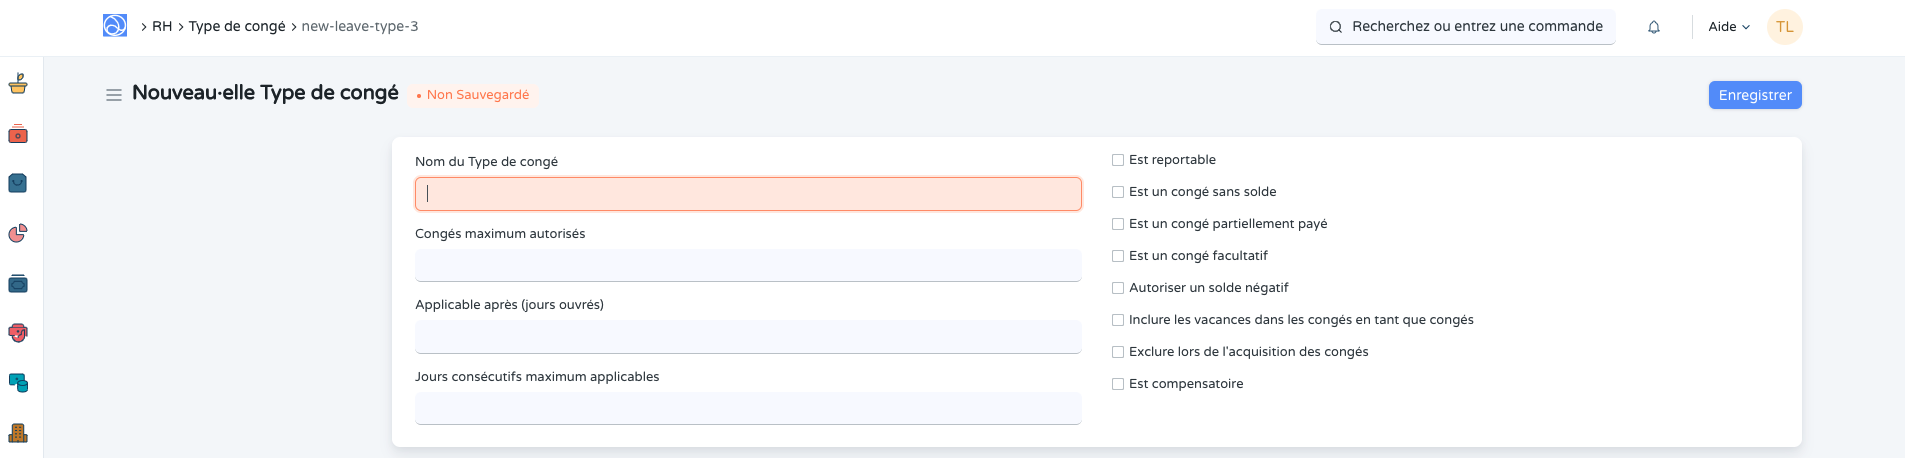 RH Type de congé new-leave-type-3
Recherchez ou entrez une commande
Aide
TL
Nouveau·elle Type de congé
Non Sauvegardé
Enregistrer
Nom du Type de congé
Congés maximum autorisés
Applicable après (jours ouvrés)
Jours consécutifs maximum applicables
Est reportable
Est un congé sans solde
Est un congé partiellement payé
Est un congé facultatif
Autoriser un solde négatif
Inclure les vacances dans les congés en tant que congés
Exclure lors de l'acquisition des congés
Est compensatoire